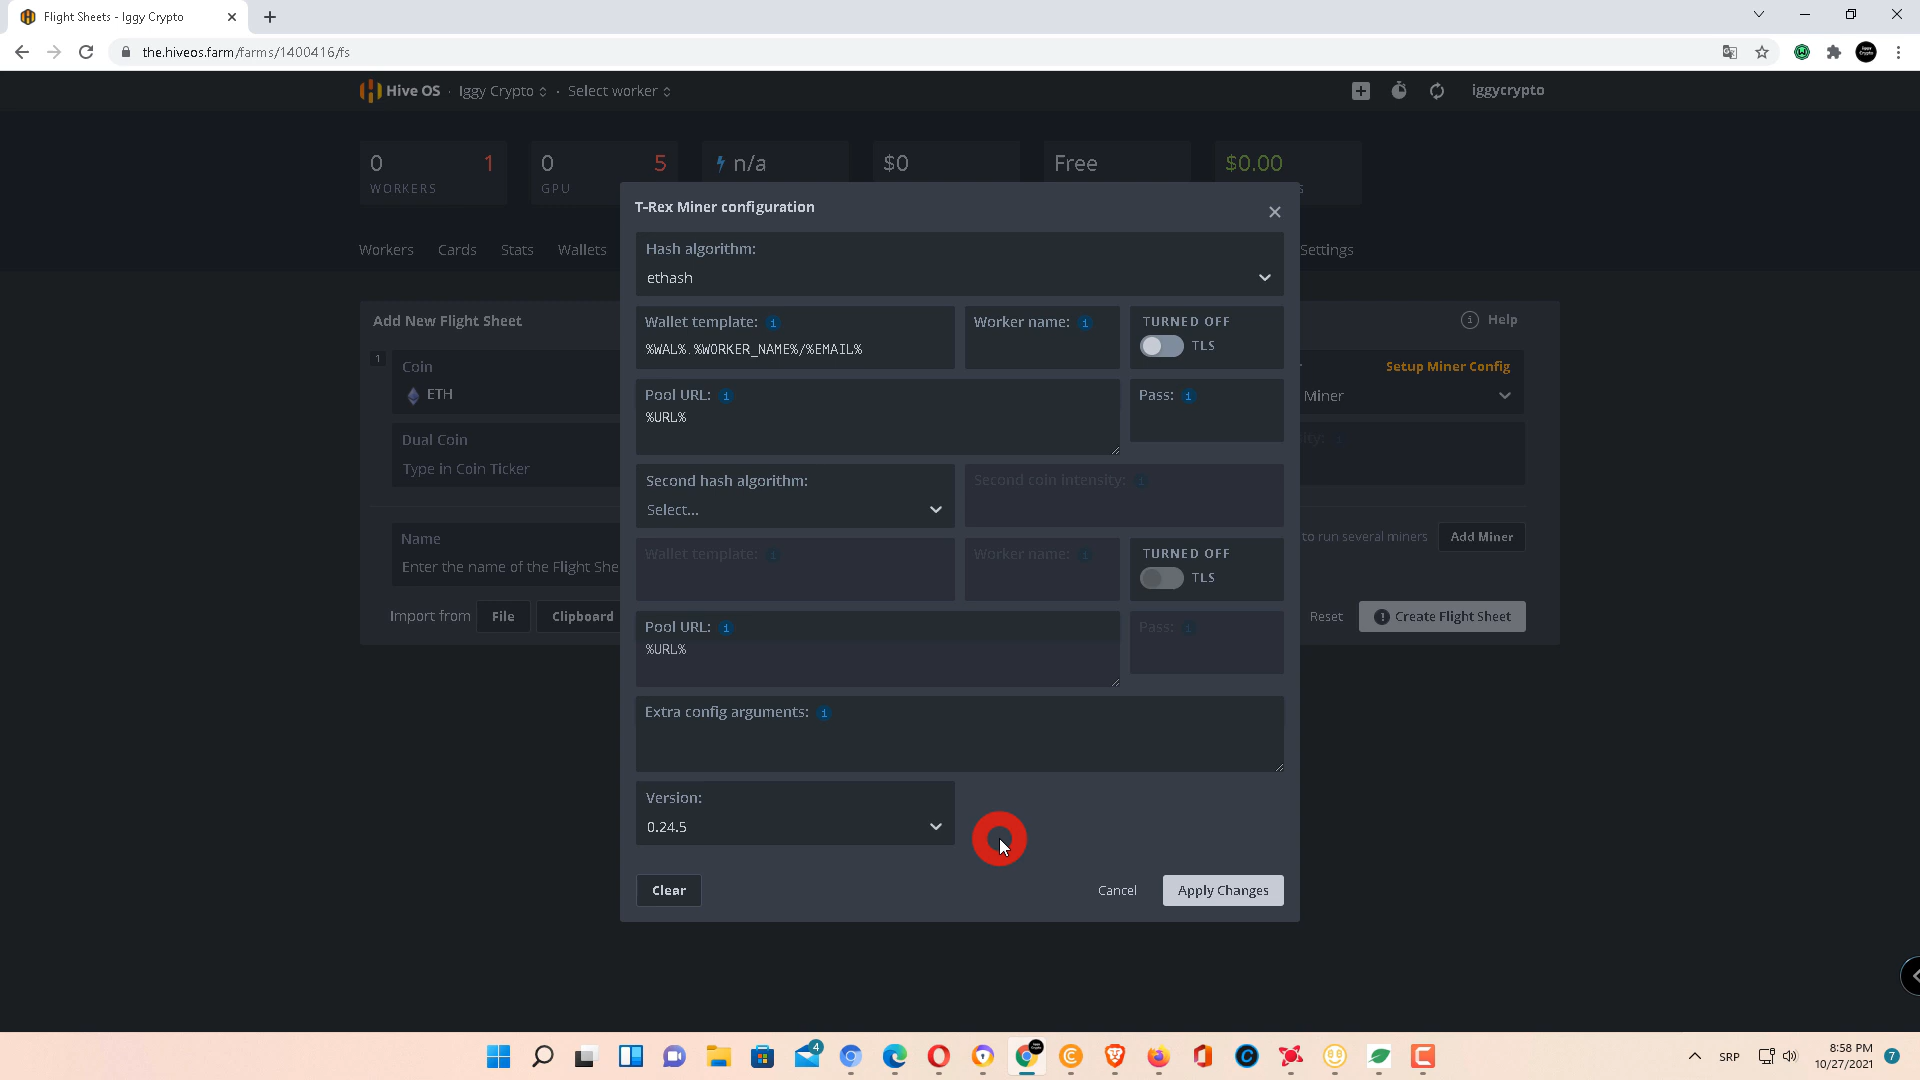 Flight Sheets - Iggy Crypto
the.hiveos.farm/farms/1400416/fs
Hive OS · Iggy Crypto · Select worker
iggycrypto
0 1 0 5 n/a $0 Free $0.00
WORKERS GPU
T-Rex Miner configuration
Workers Cards Stats Wallets Settings
Hash algorithm:
ethash
Wallet template: i Worker name: i TURNED OFF
%WAL%.%WORKER_NAME%/%EMAIL% TLS
Add New Flight Sheet
i Help
1 Coin
ETH
Setup Miner Config
Miner
Pool URL: i Pass: i
%URL%
Dual Coin
Type in Coin Ticker
Second hash algorithm: Second coin intensity: i
Select...
Name
Enter the name of the Flight She
to run several miners Add Miner
Wallet template: i Worker name: i TURNED OFF
TLS
Import from File Clipboard
Reset Create Flight Sheet
Pool URL: i Pass: i
%URL%
Extra config arguments: i
Version:
0.24.5
Clear Cancel Apply Changes
4
SRP
8:58 PM
10/27/2021
7